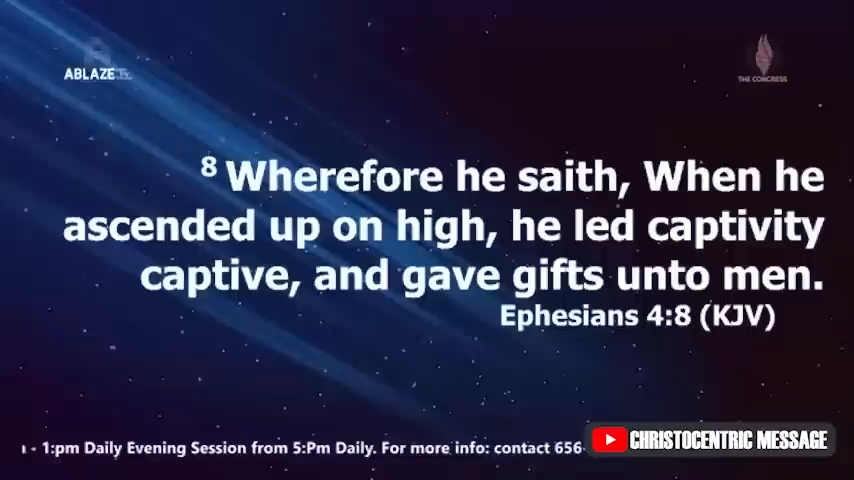 ABLAZE TV
THE CONGRESS
8 Wherefore he saith, When he
ascended up on high, he led captivity
captive, and gave gifts unto men.
Ephesians 4:8 (KJV)
- 1:pm Daily Evening Session from 5:Pm Daily. For more info: contact 656-
CHRISTOCENTRIC MESSAGE